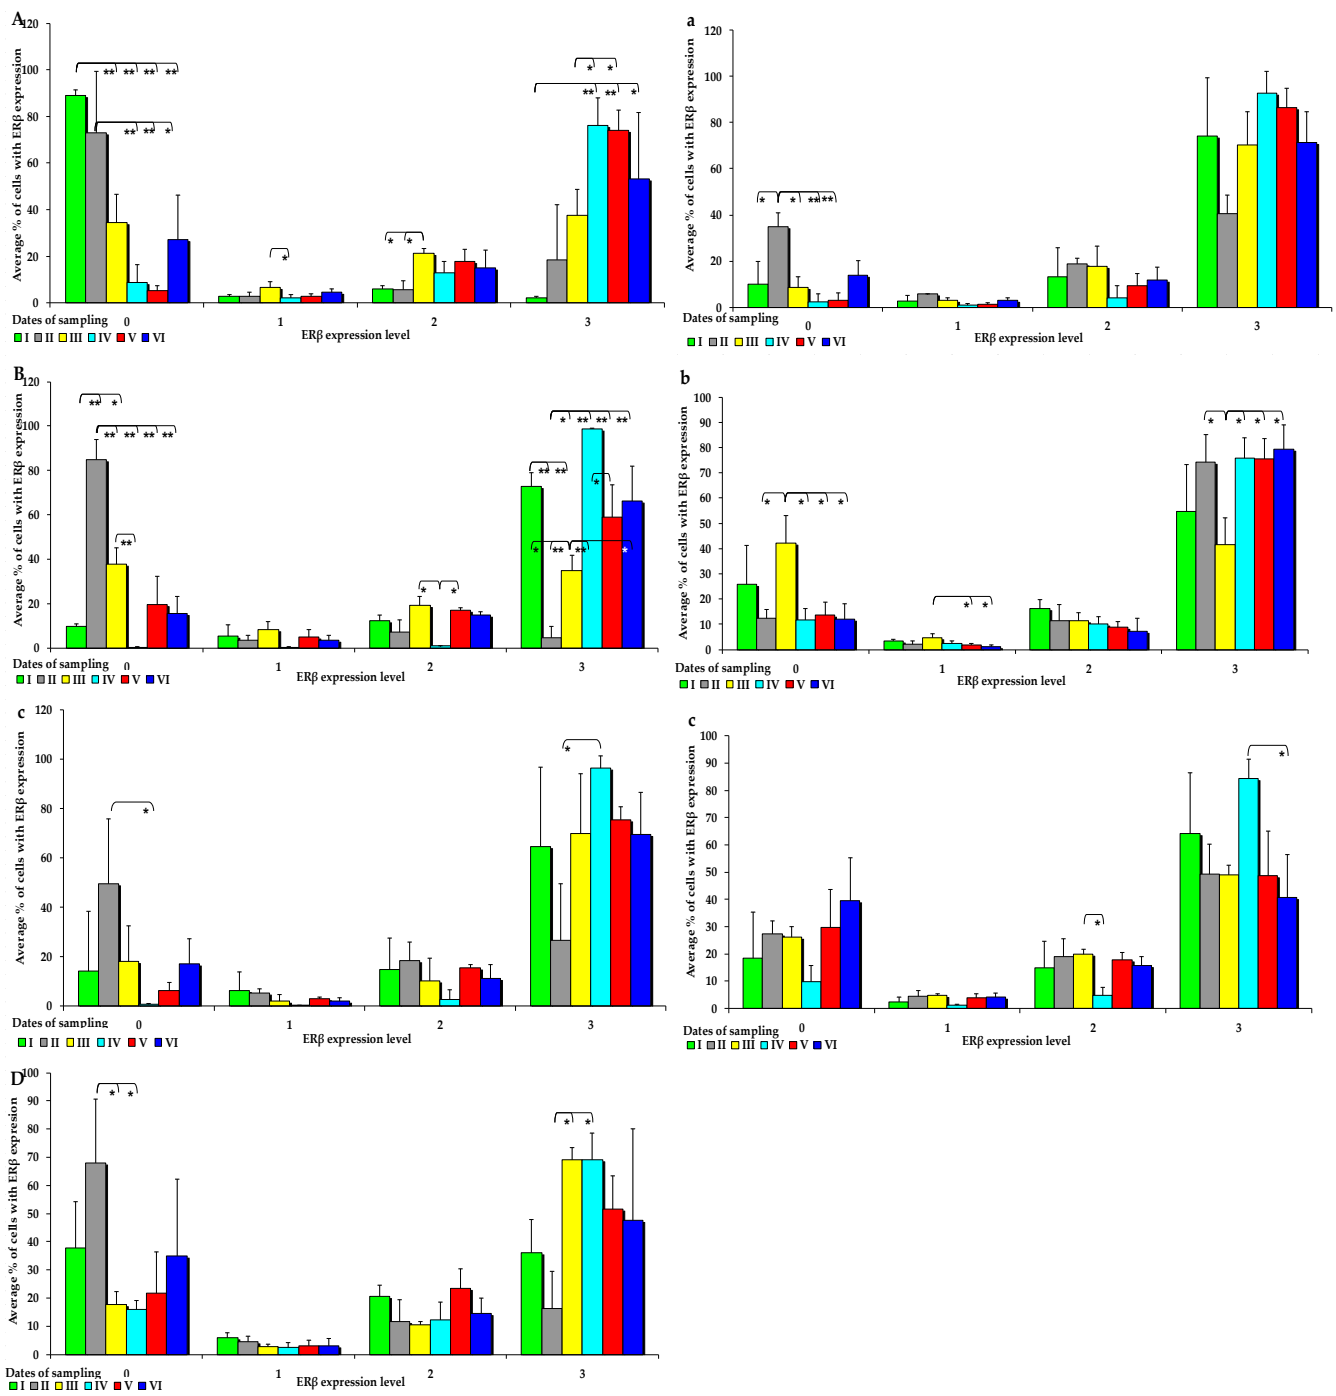 A
120
100
80
60
40
20
0
Average % of cells with ERβ expression
** ** ** **
** ** *
*
* *
* *
** ** *
0 1 2 3
Dates of sampling
ERβ expression level
I II III IV V VI
a
120
100
80
60
40
20
0
Average % of cells with ERβ expression
* * ** **
0 1 2 3
Dates of sampling
ERβ expression level
I II III IV V VI
B
120
100
80
60
40
20
0
Average % of cells with ERβ expression
** *
** ** ** **
**
* *
* ** ** **
** **
*
* ** ** *
0 1 2 3
Dates of sampling
ERβ expression level
I II III IV V VI
b
100
90
80
70
60
50
40
30
20
10
0
Average % of cells with ERβ expression
* * * *
* *
* * * *
0 1 2 3
Dates of sampling
ERβ expression level
I II III IV V VI
c
120
100
80
60
40
20
0
Average % of cells with ERβ expression
*
*
0 1 2 3
Dates of sampling
ERβ expression level
I II III IV V VI
c
100
90
80
70
60
50
40
30
20
10
0
Average % of cells with ERβ expression
*
*
0 1 2 3
Dates of sampling
ERβ expression level
I II III IV V VI
D
100
90
80
70
60
50
40
30
20
10
0
Average % of cells with ERβ expression
* *
* *
0 1 2 3
Dates of sampling
ERβ expression level
I II III IV V VI